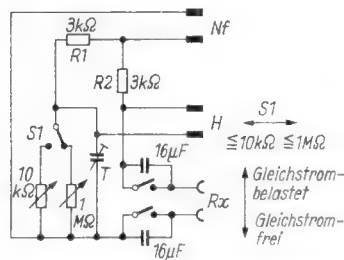 3kΩ
R1
Nf
R2
3kΩ
H
S1
≦10kΩ ≦1MΩ
S1
16μF
T
10
kΩ
1
MΩ
Rx
Gleichstrom-
belastet
Gleichstrom-
frei
16μF